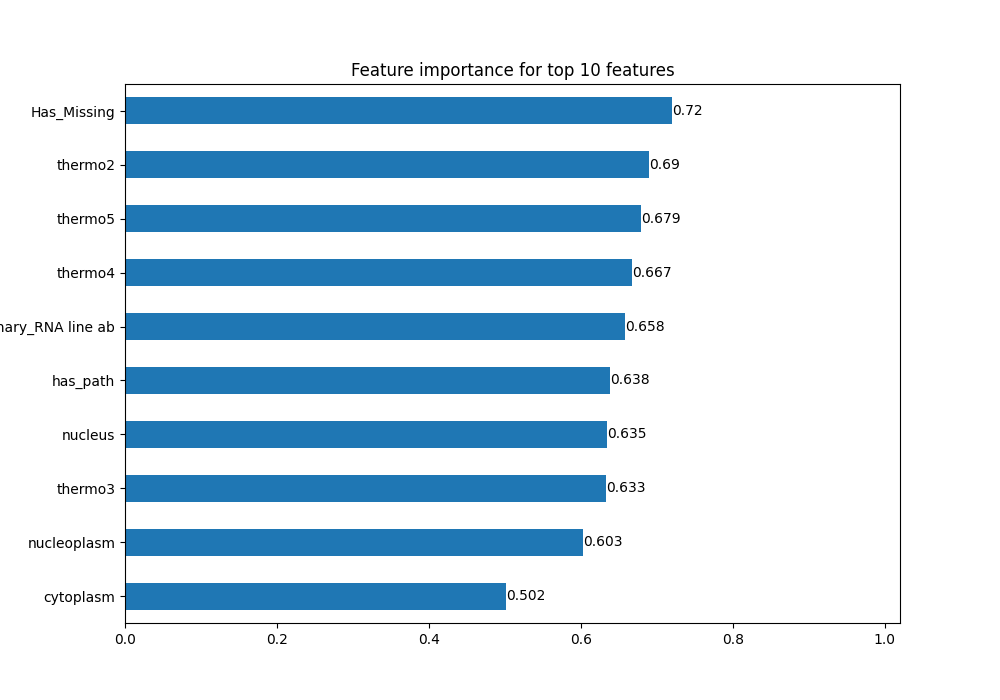 Feature importance for top 10 features
Has_Missing 0.72
thermo2 0.69
thermo5 0.679
thermo4 0.667
line ab 0.658
has_path 0.638
nucleus 0.635
thermo3 0.633
nucleoplasm 0.603
cytoplasm 0.502
0.0 0.2 0.4 0.6 0.8 1.0